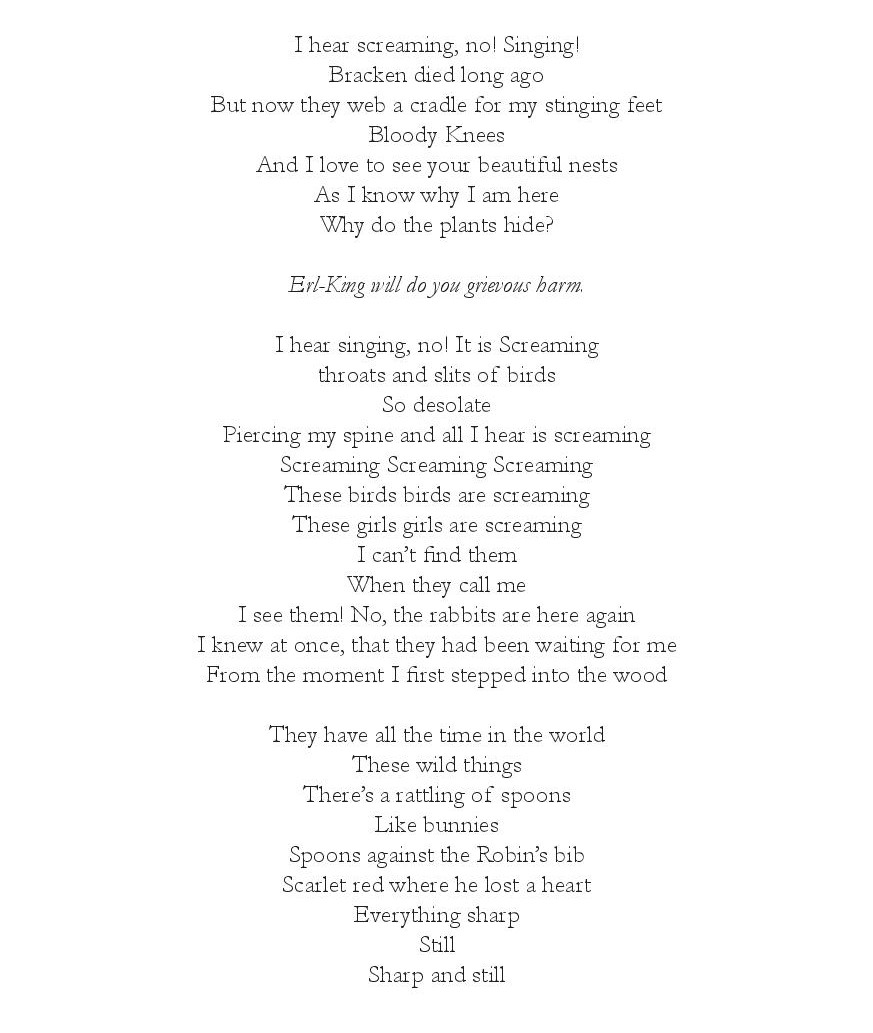 I hear screaming, no! Singing!
Bracken died long ago
But now they web a cradle for my stinging feet
Bloody Knees
And I love to see your beautiful nests
As I know why I am here
Why do the plants hide?
Erl-King will do you grievous harm.
I hear singing, no! It is Screaming
throats and slits of birds
So desolate
Piercing my spine and all I hear is screaming
Screaming Screaming Screaming
These birds birds are screaming
These girls girls are screaming
I can’t find them
When they call me
I see them! No, the rabbits are here again
I knew at once, that they had been waiting for me
From the moment I first stepped into the wood
They have all the time in the world
These wild things
There’s a rattling of spoons
Like bunnies
Spoons against the Robin’s bib
Scarlet red where he lost a heart
Everything sharp
Still
Sharp and still